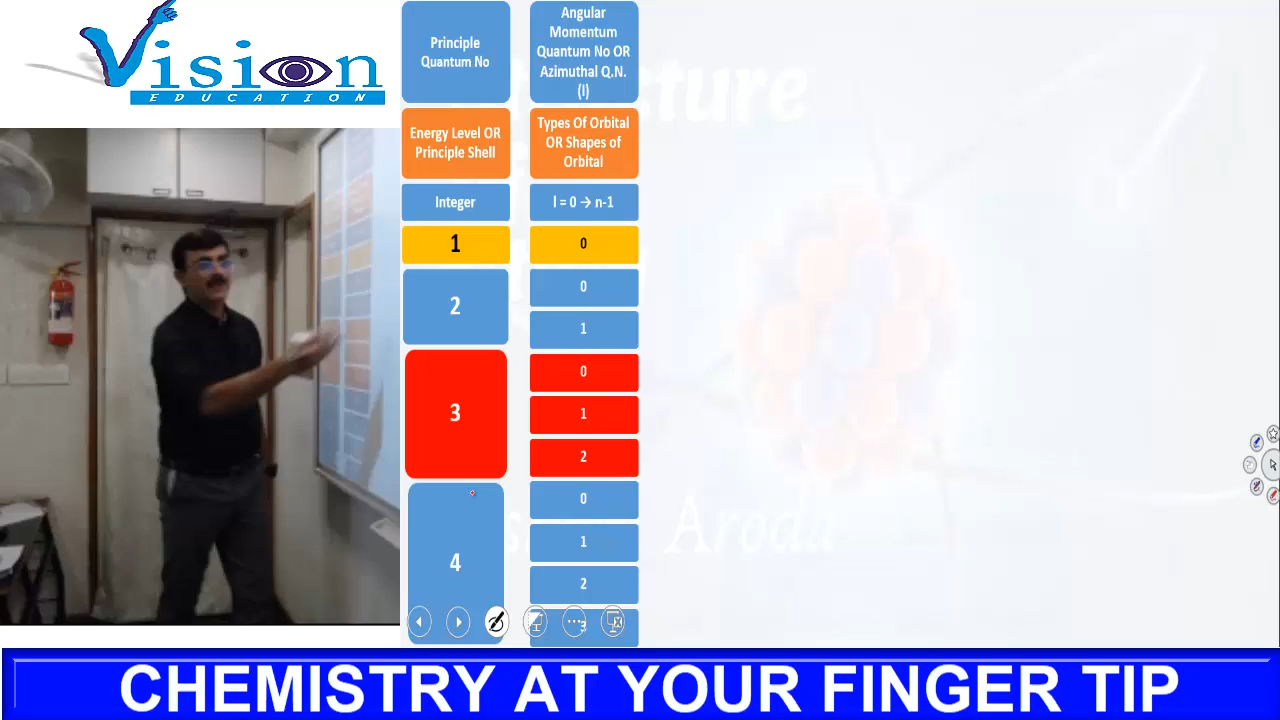 Vision
EDUCATION
Principle
Quantum No
Angular
Momentum
Quantum No OR
Azimuthal Q.N.
(l)
Energy Level OR
Principle Shell
Types Of Orbital
OR Shapes of
Orbital
Integer
l = 0 → n-1
1
0
2
0
1
3
0
1
2
4
0
1
2
3
Aroda
CHEMISTRY AT YOUR FINGER TIP